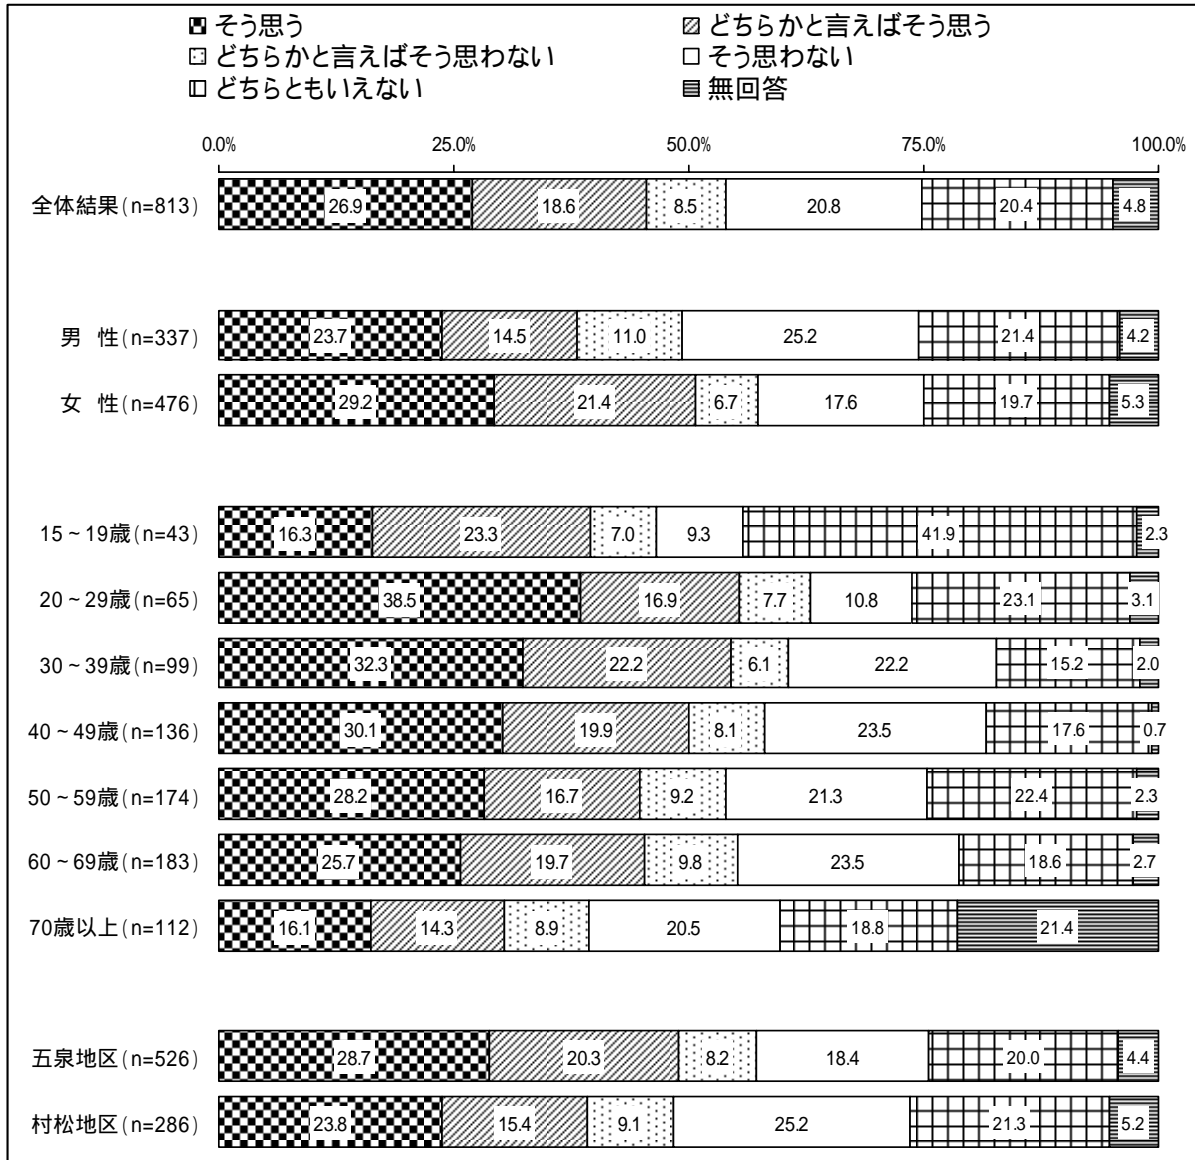 そう思う どちらかと言えばそう思う
どちらかと言えばそう思わない そう思わない
どちらともいえない 無回答
0.0% 25.0% 50.0% 75.0% 100.0%
全体結果(n=813) 26.9 18.6 8.5 20.8 20.4 4.8
男 性(n=337) 23.7 14.5 11.0 25.2 21.4 4.2
女 性(n=476) 29.2 21.4 6.7 17.6 19.7 5.3
15~19歳(n=43) 16.3 23.3 7.0 9.3 41.9 2.3
20~29歳(n=65) 38.5 16.9 7.7 10.8 23.1 3.1
30~39歳(n=99) 32.3 22.2 6.1 22.2 15.2 2.0
40~49歳(n=136) 30.1 19.9 8.1 23.5 17.6 0.7
50~59歳(n=174) 28.2 16.7 9.2 21.3 22.4 2.3
60~69歳(n=183) 25.7 19.7 9.8 23.5 18.6 2.7
70歳以上(n=112) 16.1 14.3 8.9 20.5 18.8 21.4
五泉地区(n=526) 28.7 20.3 8.2 18.4 20.0 4.4
村松地区(n=286) 23.8 15.4 9.1 25.2 21.3 5.2